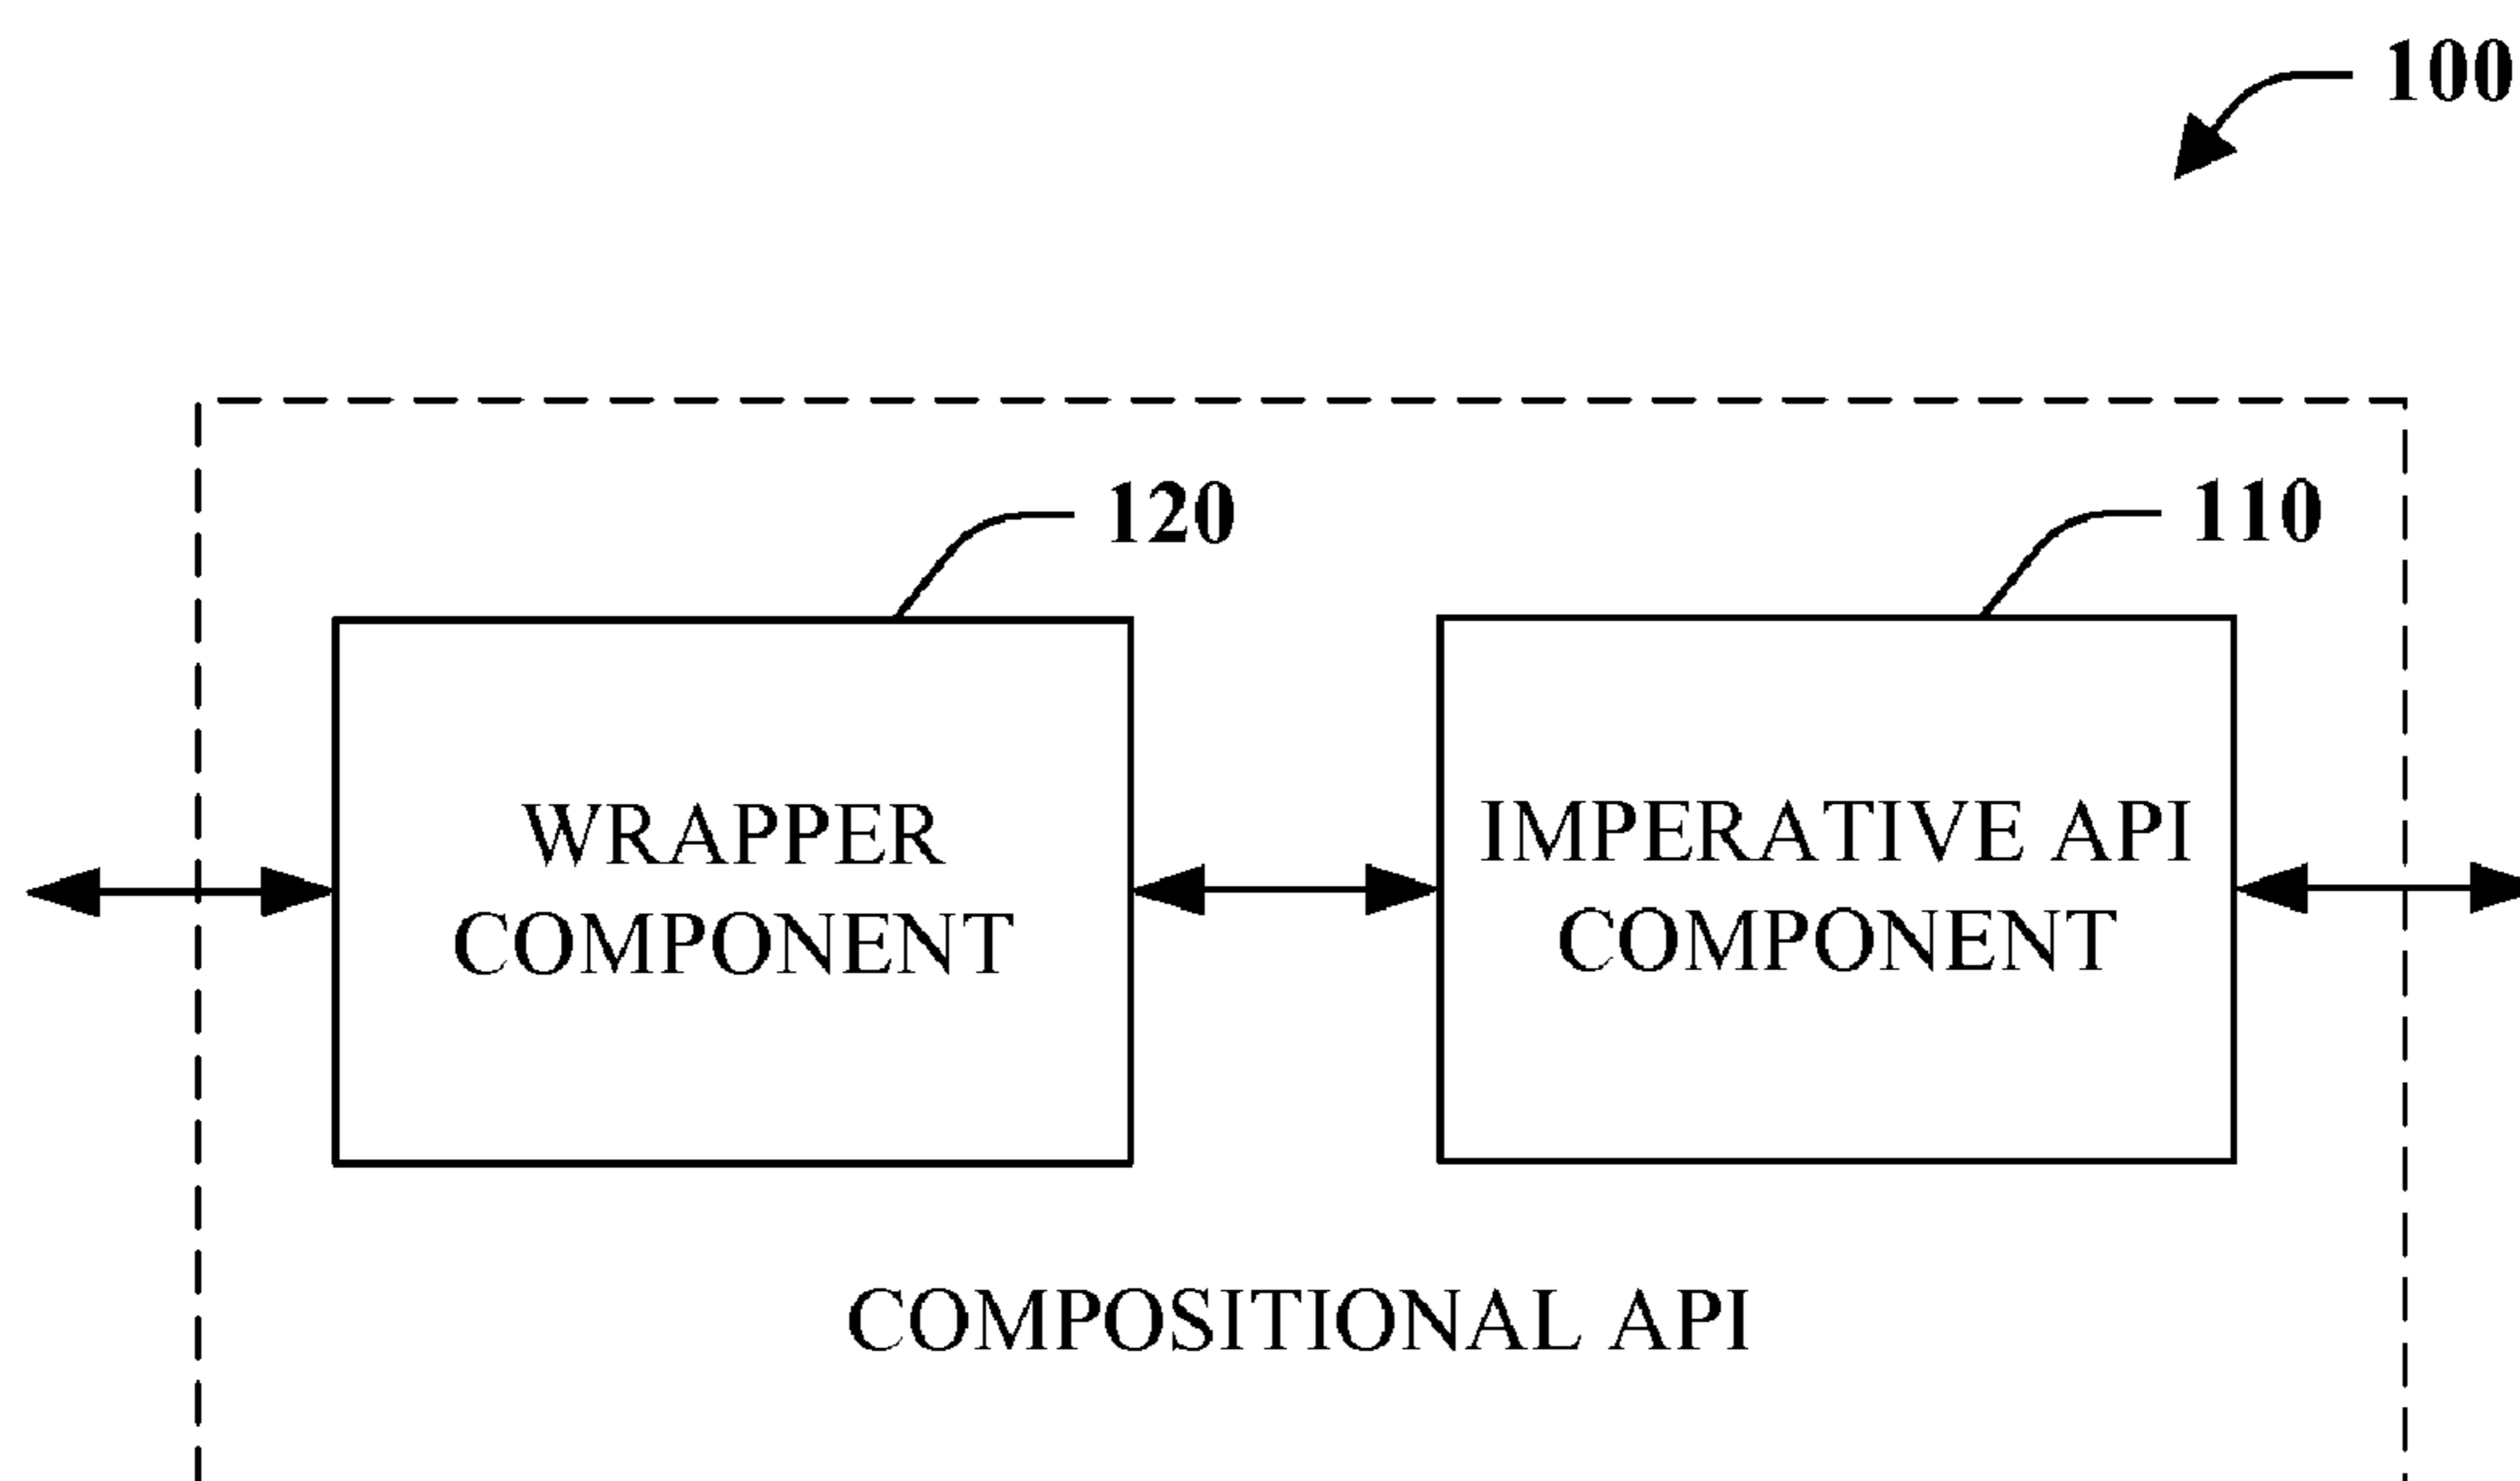 100
120
110
WRAPPER
COMPONENT
IMPERATIVE API
COMPONENT
COMPOSITIONAL API